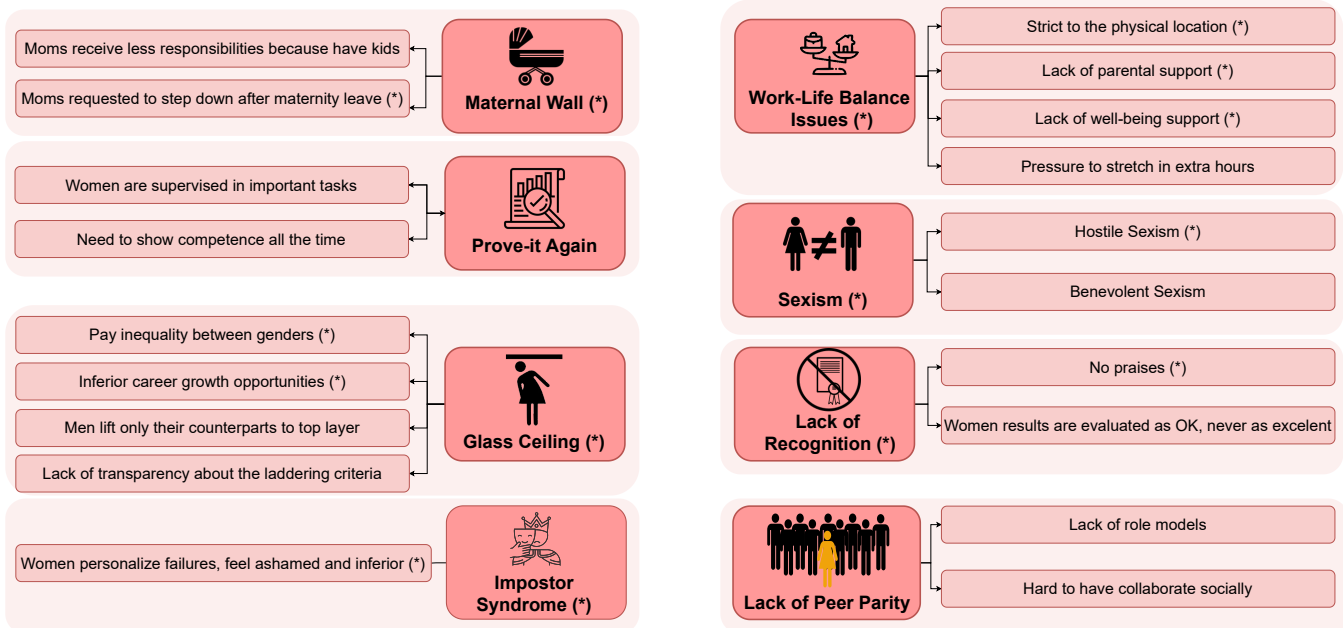 Moms receive less responsibilities because have kids
Moms requested to step down after maternity leave (*)
Maternal Wall (*)
Women are supervised in important tasks
Need to show competence all the time
Prove-it Again
Pay inequality between genders (*)
Inferior career growth opportunities (*)
Men lift only their counterparts to top layer
Lack of transparency about the laddering criteria
Glass Ceiling (*)
Women personalize failures, feel ashamed and inferior (*)
Impostor
Syndrome (*)
Work-Life Balance
Issues (*)
Strict to the physical location (*)
Lack of parental support (*)
Lack of well-being support (*)
Pressure to stretch in extra hours
Sexism (*)
Hostile Sexism (*)
Benevolent Sexism
Lack of
Recognition (*)
No praises (*)
Women results are evaluated as OK, never as excelent
Lack of Peer Parity
Lack of role models
Hard to have collaborate socially